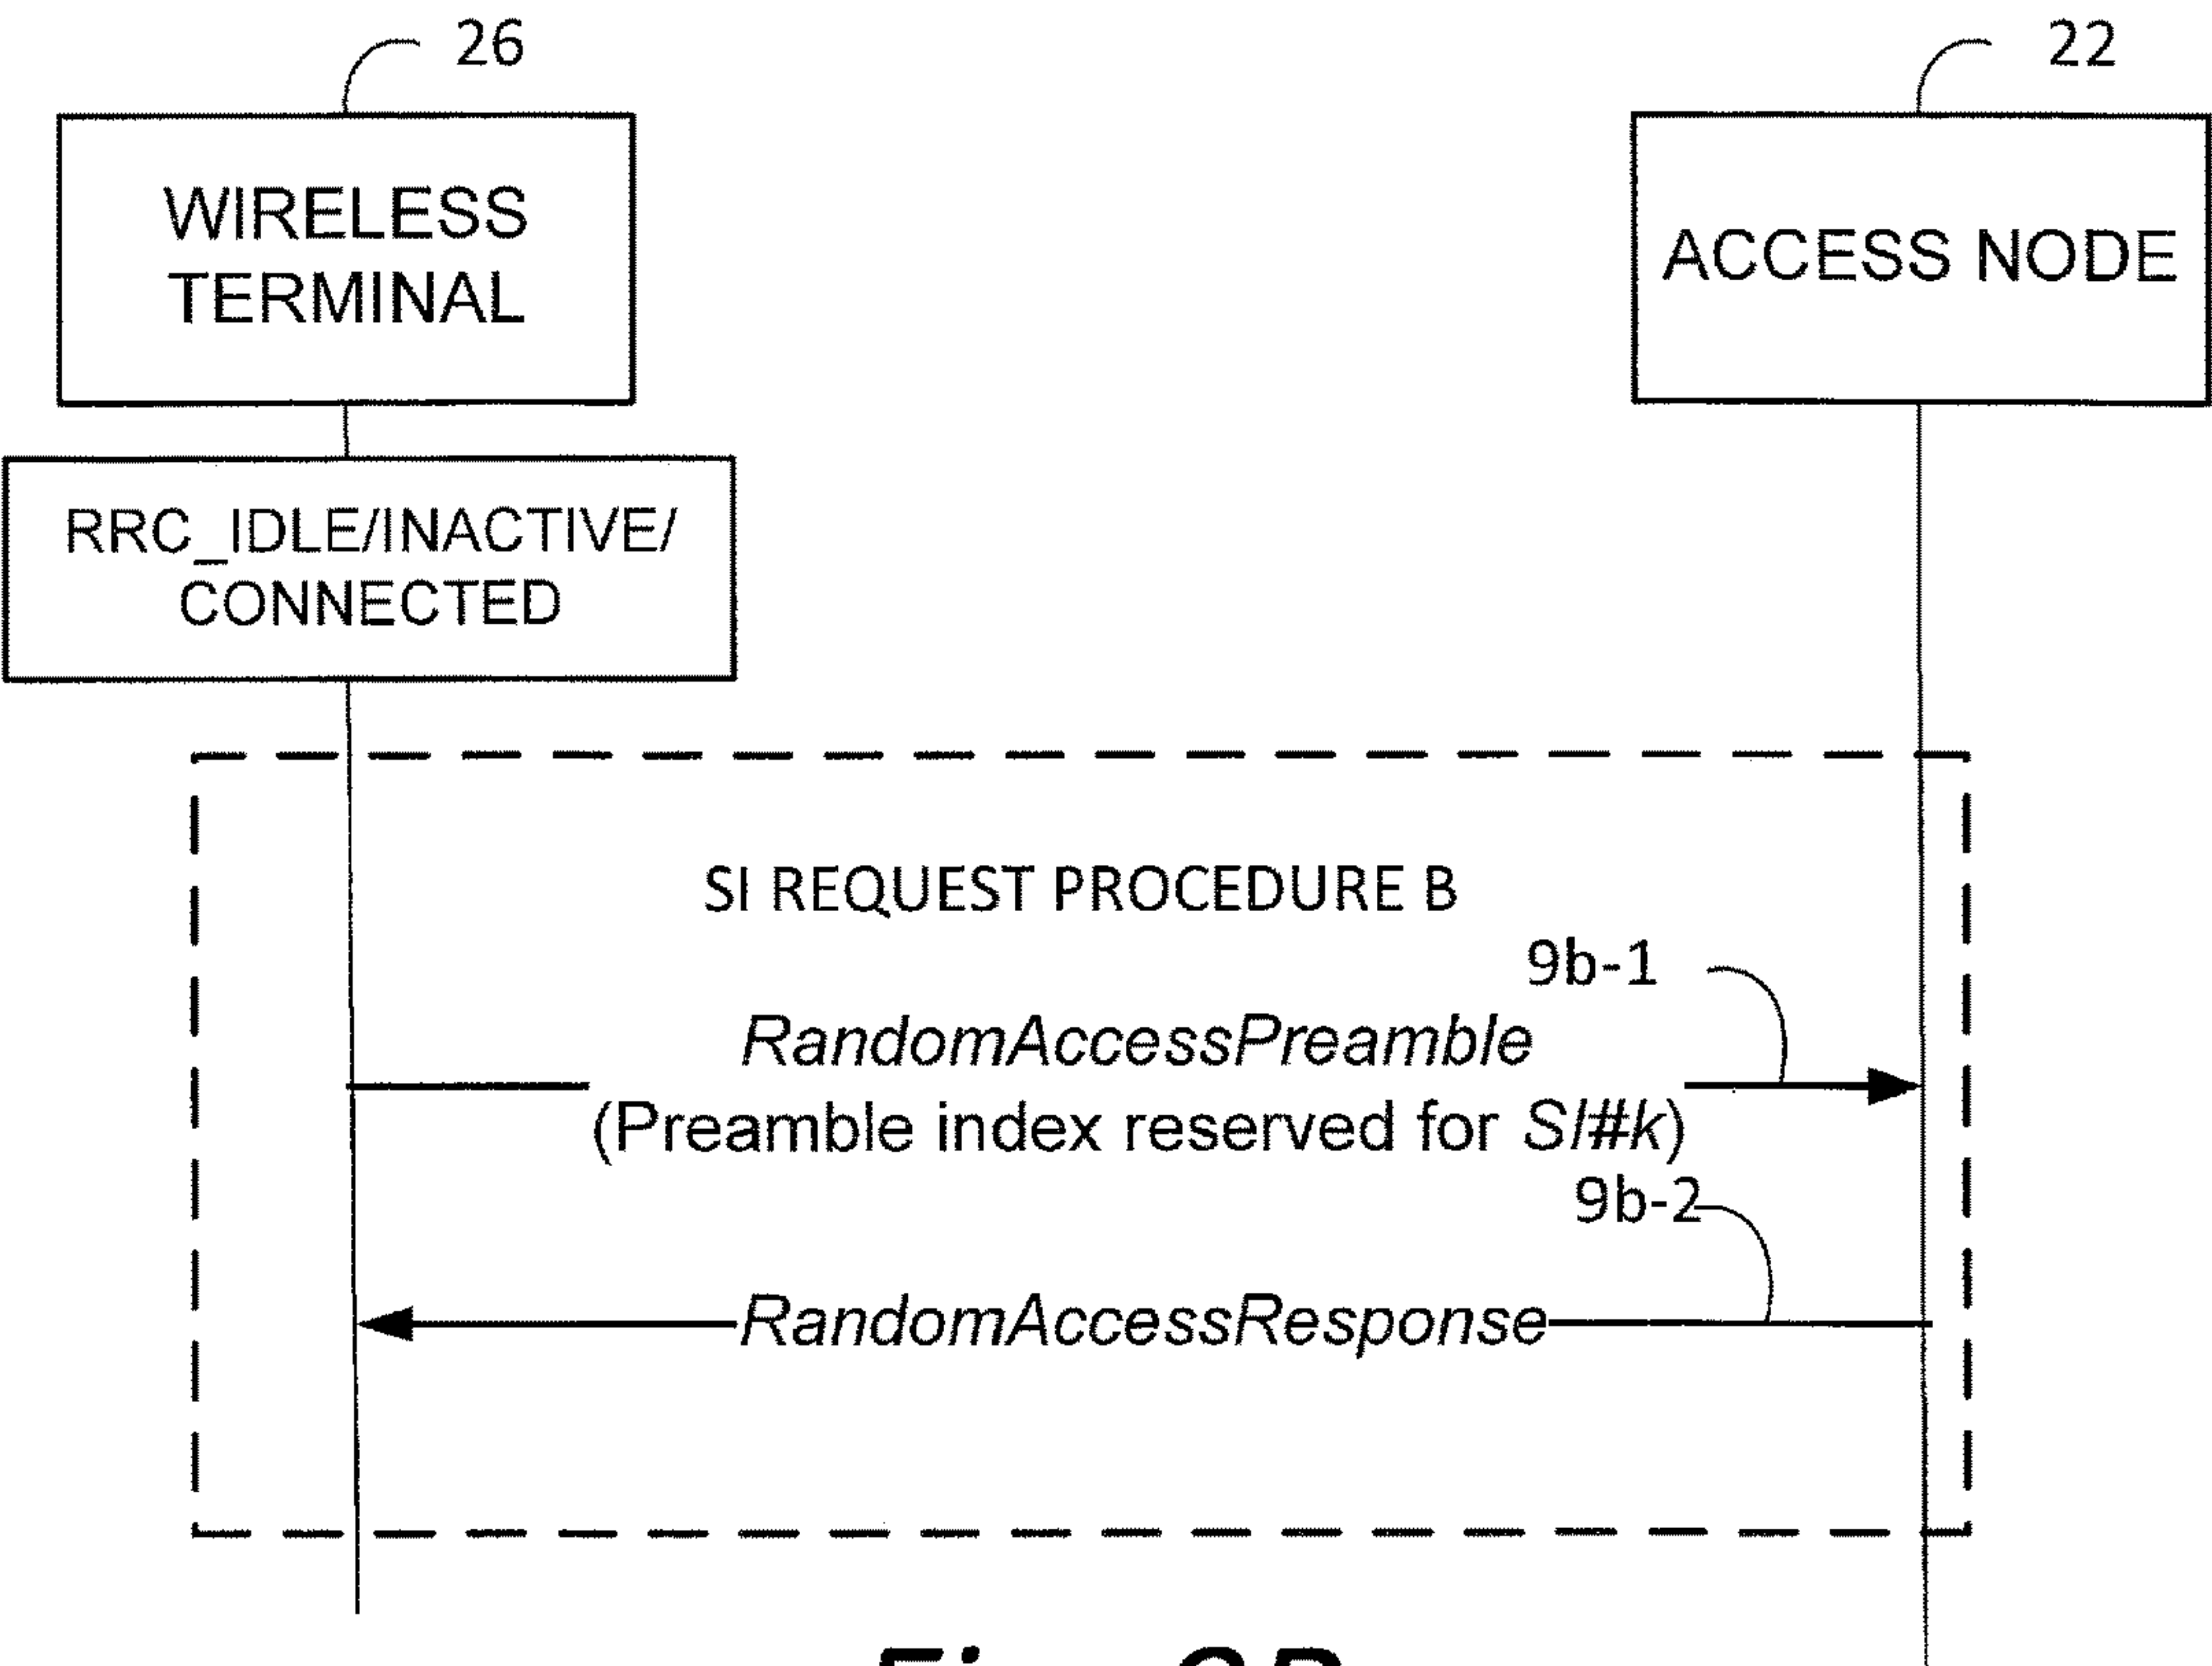 26
22
WIRELESS
TERMINAL
ACCESS NODE
RRC_IDLE/INACTIVE/
CONNECTED
SI REQUEST PROCEDURE B
9b-1
RandomAccessPreamble
(Preamble index reserved for SI#k)
9b-2
RandomAccessResponse